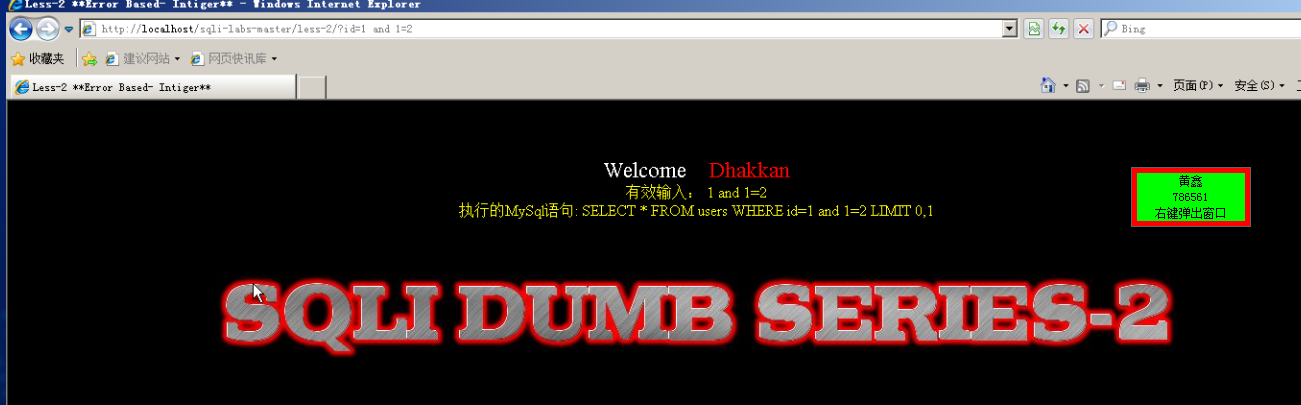 Less-2 **Error Based- Intiger** - Windows Internet Explorer
http://localhost/sqli-labs-master/less-2/?id=1 and 1=2
Bing
收藏夹 建议网站 网页快讯库
Less-2 **Error Based- Intiger**
页面(P) 安全(S)
Welcome Dhakkan
有效输入： 1 and 1=2
执行的MySql语句: SELECT * FROM users WHERE id=1 and 1=2 LIMIT 0,1
黄鑫
786561
右键弹出窗口
SQLI DUMB SERIES-2